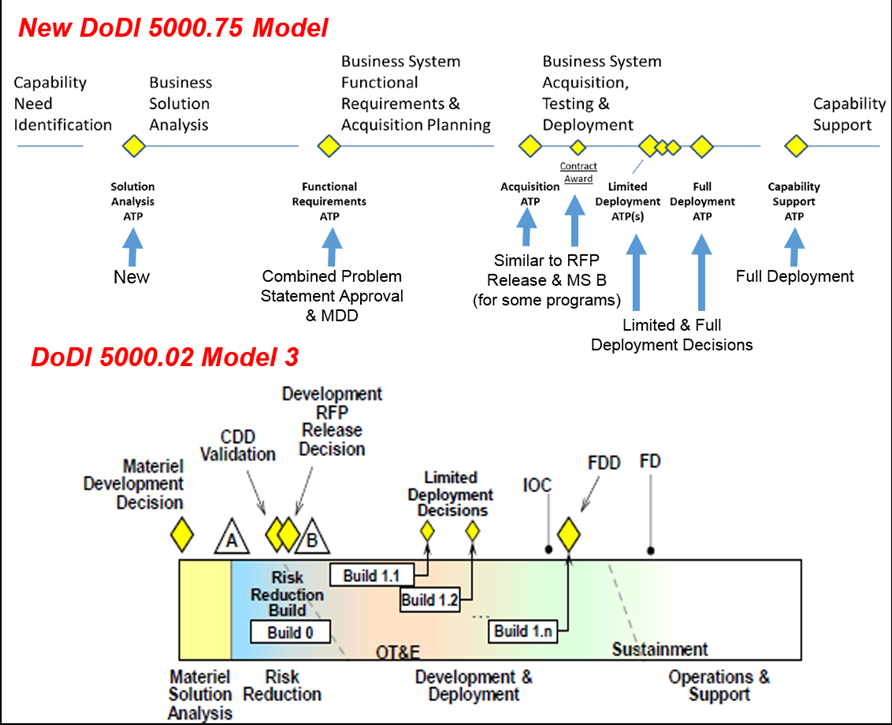 New DoDI 5000.75 Model
Capability
Need
Identification
Business
Solution
Analysis
Business System
Functional
Requirements &
Acquisition Planning
Business System
Acquisition,
Testing &
Deployment
Capability
Support
Solution
Analysis
ATP
Functional
Requirements
ATP
Acquisition
ATP
Contract
Award
Limited
Deployment
ATP(s)
Full
Deployment
ATP
Capability
Support
ATP
New
Combined Problem
Statement Approval
& MDD
Similar to RFP
Release & MS B
(for some programs)
Limited & Full
Deployment Decisions
Full Deployment
DoDI 5000.02 Model 3
Materiel
Development
Decision
CDD
Validation
Development
RFP
Release
Decision
Limited
Deployment
Decisions
IOC
FDD
FD
A
B
Risk
Reduction
Build
Build 0
Build 1.1
Build 1.2
...
Build 1.n
OT&E
Sustainment
Materiel
Solution
Analysis
Risk
Reduction
Development &
Deployment
Operations &
Support